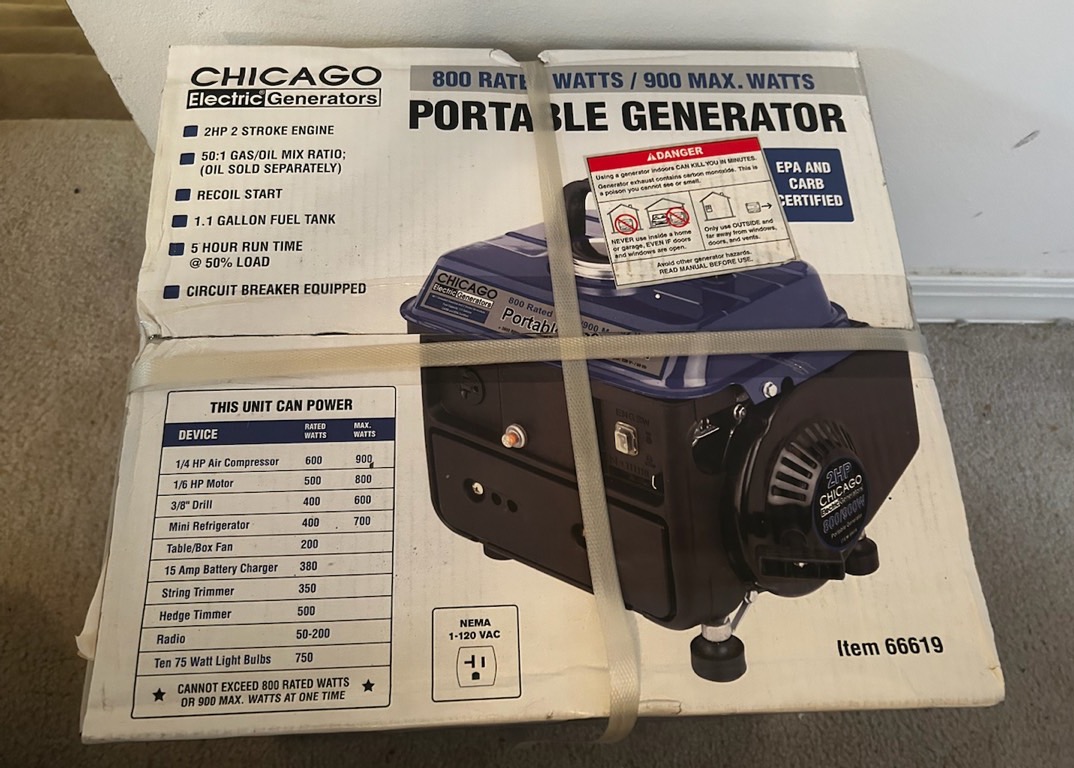 CHICAGO
Electric Generators
800 RATE WATTS / 900 MAX. WATTS
PORTABLE GENERATOR
2HP 2 STROKE ENGINE
50:1 GAS/OIL MIX RATIO;
(OIL SOLD SEPARATELY)
RECOIL START
1.1 GALLON FUEL TANK
5 HOUR RUN TIME
@ 50% LOAD
CIRCUIT BREAKER EQUIPPED
DANGER
Using a generator indoors CAN KILL YOU IN MINUTES.
Generator exhaust contains carbon monoxide. This is
a poison you cannot see or smell.
NEVER use inside a home
or garage, EVEN IF doors
and windows are open.
Only use OUTSIDE and
far away from windows,
doors, and vents.
Avoid other generator hazards.
READ MANUAL BEFORE USE.
EPA AND
CARB
CERTIFIED
CHICAGO
Electric Generators
800 Rated 900 M
Portabl
2HP
CHICAGO
Electric Generators
800/900W
Portable Generator
THIS UNIT CAN POWER
DEVICE RATED WATTS MAX. WATTS
1/4 HP Air Compressor 600 900
1/6 HP Motor 500 800
3/8" Drill 400 600
Mini Refrigerator 400 700
Table/Box Fan 200
15 Amp Battery Charger 380
String Trimmer 350
Hedge Timmer 500
Radio 50-200
Ten 75 Watt Light Bulbs 750
CANNOT EXCEED 800 RATED WATTS
OR 900 MAX. WATTS AT ONE TIME
NEMA
1-120 VAC
Item 66619